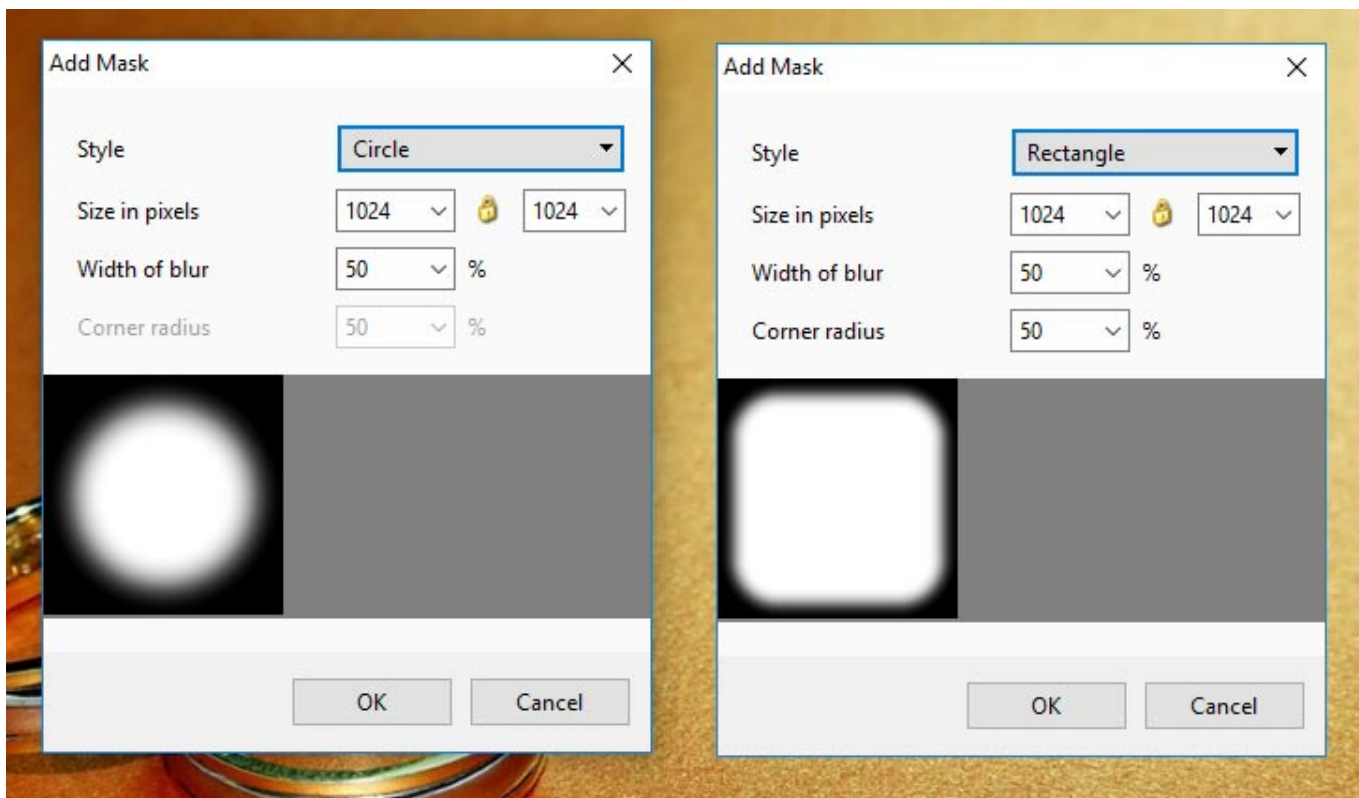 Add Mask
Style Circle
Size in pixels 1024 1024
Width of blur 50 %
Corner radius 50 %
OK Cancel
Add Mask
Style Rectangle
Size in pixels 1024 1024
Width of blur 50 %
Corner radius 50 %
OK Cancel